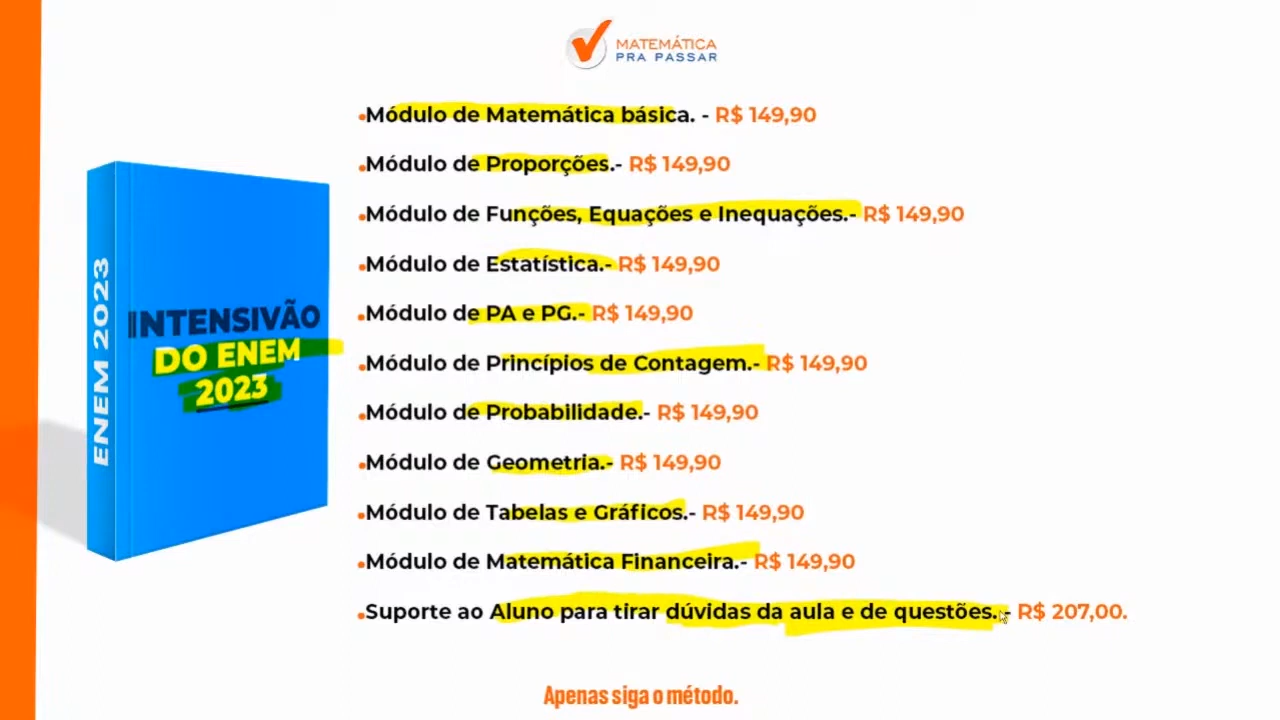 MATEMÁTICA
PRA PASSAR
•Módulo de Matemática básica. - R$ 149,90
•Módulo de Proporções.- R$ 149,90
•Módulo de Funções, Equações e Inequações.- R$ 149,90
•Módulo de Estatística.- R$ 149,90
•Módulo de PA e PG.- R$ 149,90
•Módulo de Princípios de Contagem.- R$ 149,90
•Módulo de Probabilidade.- R$ 149,90
•Módulo de Geometria.- R$ 149,90
•Módulo de Tabelas e Gráficos.- R$ 149,90
•Módulo de Matemática Financeira.- R$ 149,90
•Suporte ao Aluno para tirar dúvidas da aula e de questões. - R$ 207,00.
ENEM 2023
INTENSIVÃO
DO ENEM
2023
Apenas siga o método.